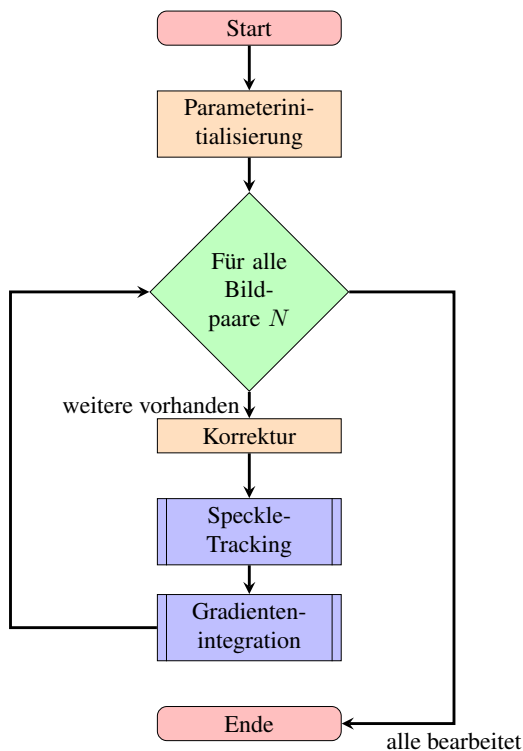 Start
Parameterini-
tialisierung
Für alle
Bild-
paare N
weitere vorhanden
Korrektur
Speckle-
Tracking
Gradienten-
integration
Ende
alle bearbeitet